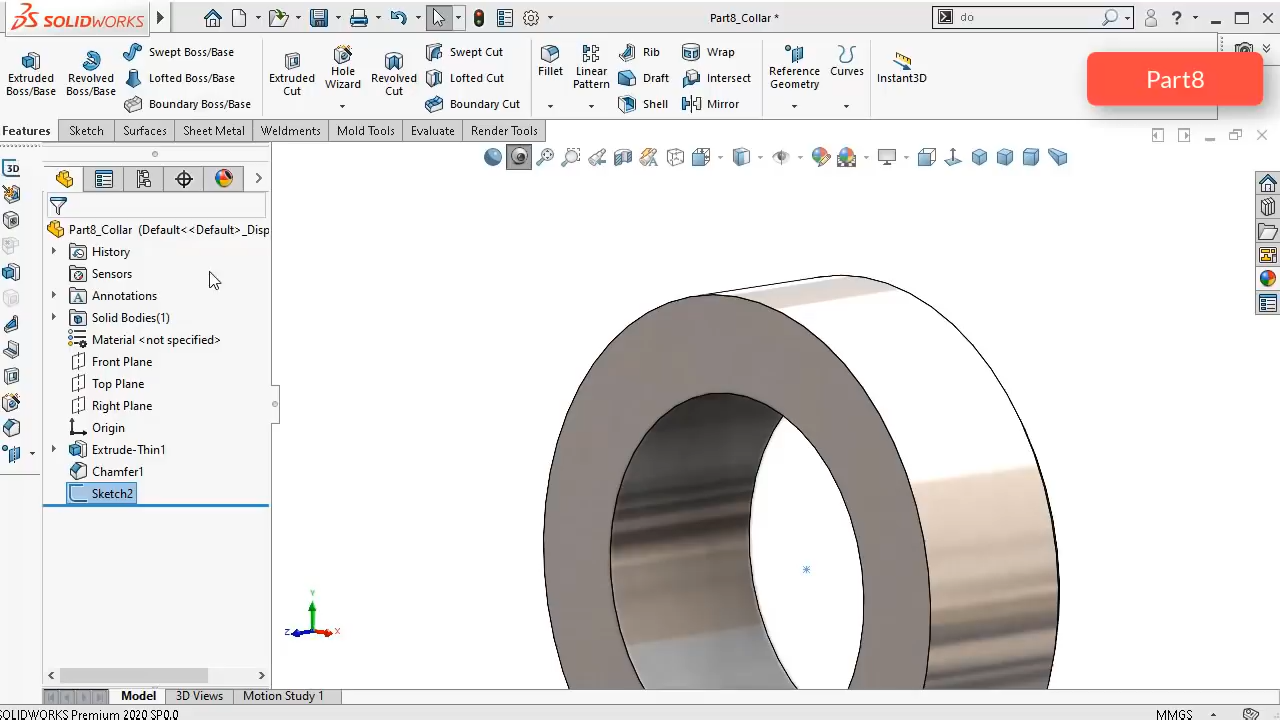 SOLIDWORKS
Part8_Collar *
do
Part8
Extruded Boss/Base
Revolved Boss/Base
Swept Boss/Base
Lofted Boss/Base
Boundary Boss/Base
Extruded Cut
Hole Wizard
Revolved Cut
Swept Cut
Lofted Cut
Boundary Cut
Fillet
Linear Pattern
Rib
Draft
Shell
Wrap
Intersect
Mirror
Reference Geometry
Curves
Instant3D
Features
Sketch
Surfaces
Sheet Metal
Weldments
Mold Tools
Evaluate
Render Tools
3D
Part8_Collar (Default<<Default>_Disp
History
Sensors
Annotations
Solid Bodies(1)
Material <not specified>
Front Plane
Top Plane
Right Plane
Origin
Extrude-Thin1
Chamfer1
Sketch2
Y
Z
X
Model
3D Views
Motion Study 1
SOLIDWORKS Premium 2020 SP0.0
MMGS